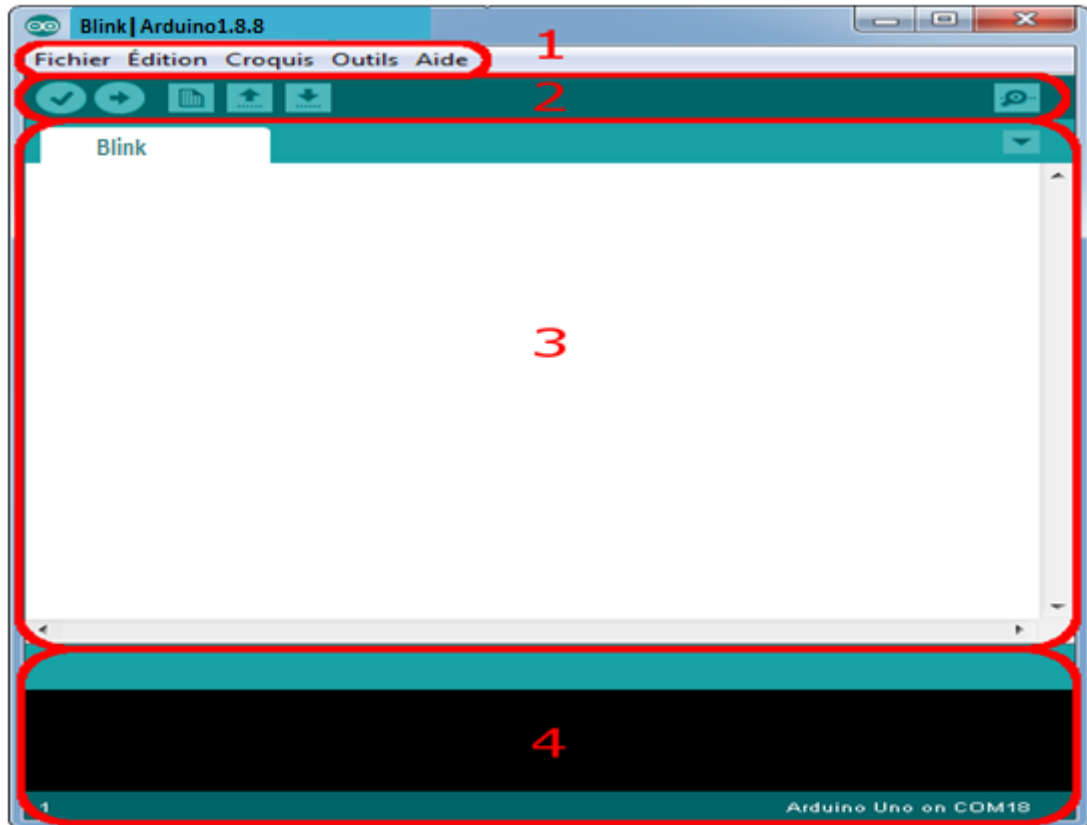 Blink | Arduino1.8.8
1
Fichier Édition Croquis Outils Aide
2
Blink
3
4
1
Arduino Uno on COM18